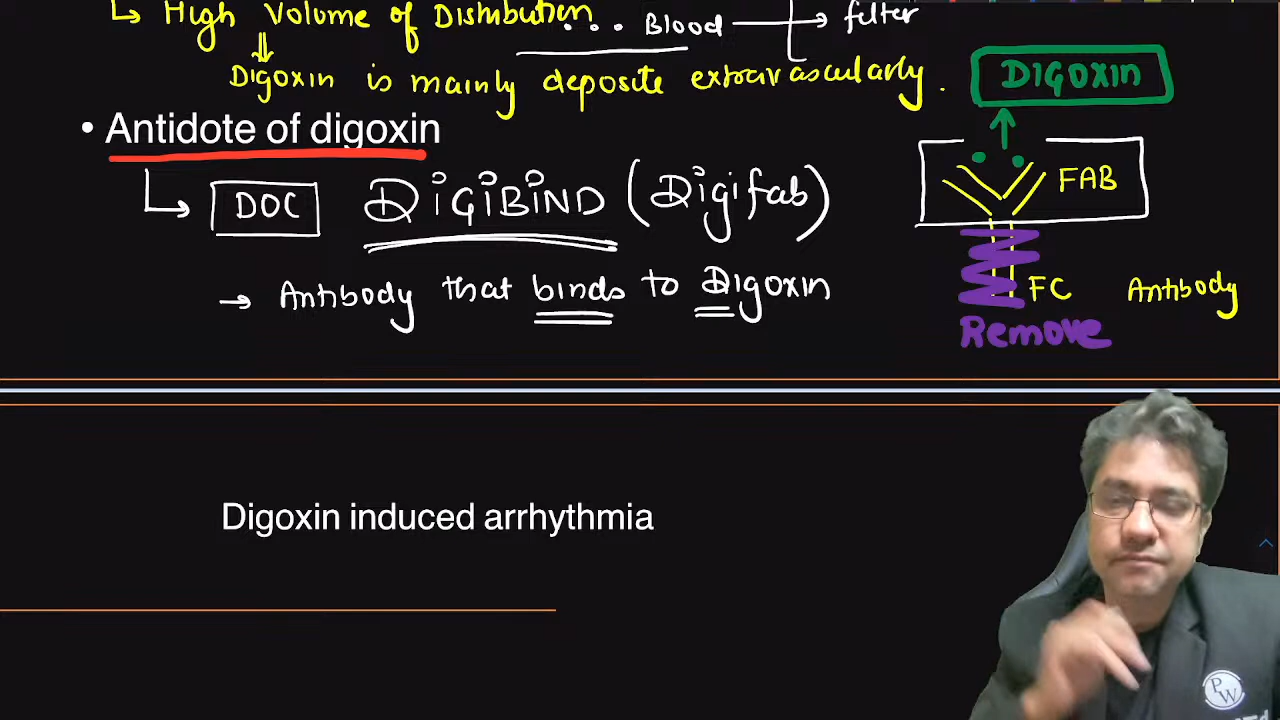 ↳ High Volume of Distribution
... Blood → filter
⇓
Digoxin is mainly deposite extravascularly.
DIGOXIN
• Antidote of digoxin
DOC DIGIBIND (Digifab)
FAB
→ Antibody that binds to Digoxin
FC Antibody
Remove
Digoxin induced arrhythmia
P
W